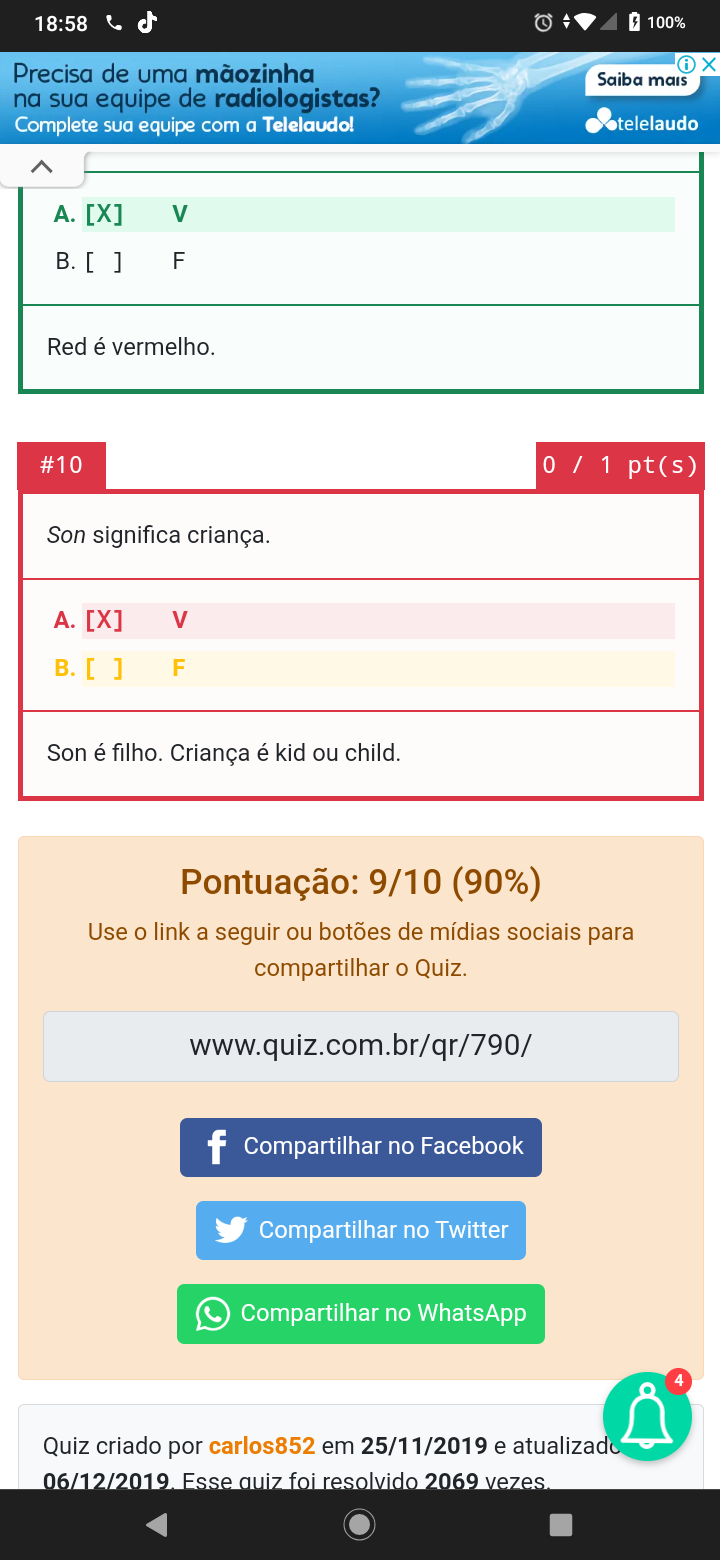 18:58
100%
Precisa de uma mãozinha
na sua equipe de radiologistas?
Complete sua equipe com a Telelaudo!
Saiba mais
telelaudo
A. [X] V
B. [ ] F
Red é vermelho.
#10
0 / 1 pt(s)
Son significa criança.
A. [X] V
B. [ ] F
Son é filho. Criança é kid ou child.
Pontuação: 9/10 (90%)
Use o link a seguir ou botões de mídias sociais para
compartilhar o Quiz.
www.quiz.com.br/qr/790/
Compartilhar no Facebook
Compartilhar no Twitter
Compartilhar no WhatsApp
4
Quiz criado por carlos852 em 25/11/2019 e atualizado
06/12/2019. Esse quiz foi resolvido 2069 vezes.